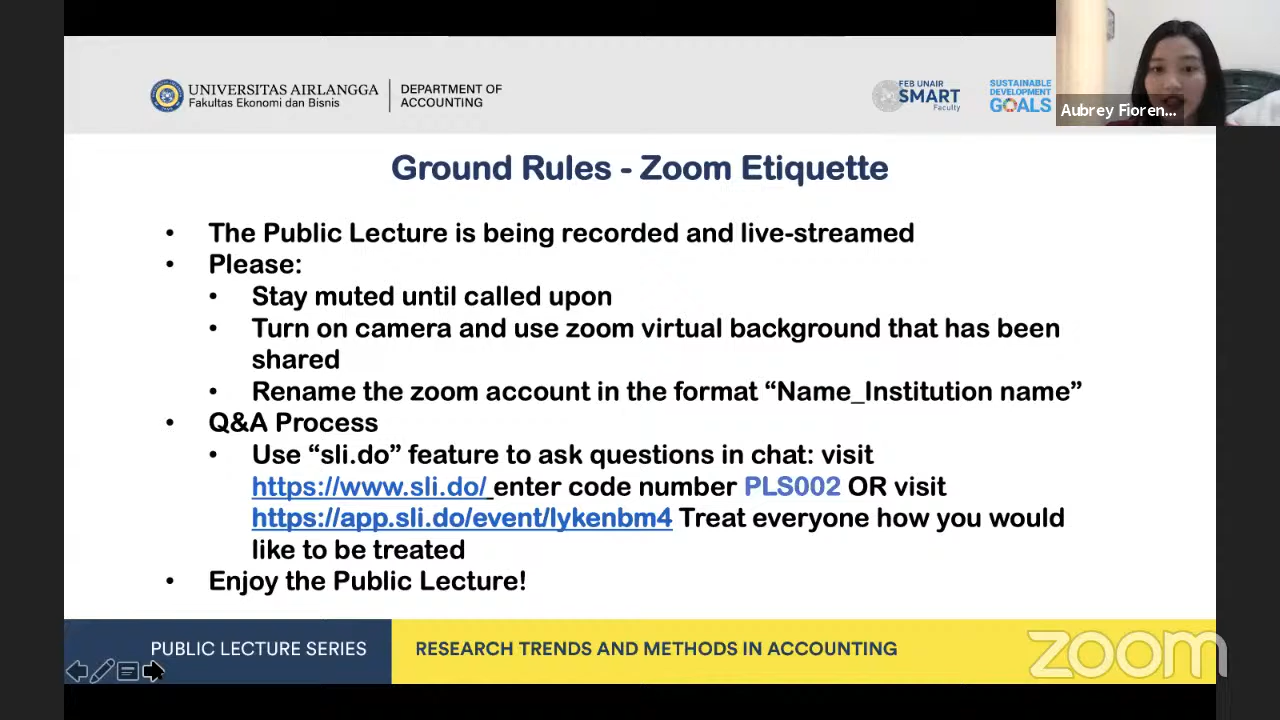 UNIVERSITAS AIRLANGGA
Fakultas Ekonomi dan Bisnis
DEPARTMENT OF
ACCOUNTING
FEB UNAIR
SMART
Faculty
SUSTAINABLE
DEVELOPMENT
GOALS
Aubrey Fioren...
Ground Rules - Zoom Etiquette
• The Public Lecture is being recorded and live-streamed
• Please:
• Stay muted until called upon
• Turn on camera and use zoom virtual background that has been
shared
• Rename the zoom account in the format “Name_Institution name”
• Q&A Process
• Use “sli.do” feature to ask questions in chat: visit
https://www.sli.do/ enter code number PLS002 OR visit
https://app.sli.do/event/lykenbm4 Treat everyone how you would
like to be treated
• Enjoy the Public Lecture!
PUBLIC LECTURE SERIES
RESEARCH TRENDS AND METHODS IN ACCOUNTING
zoom